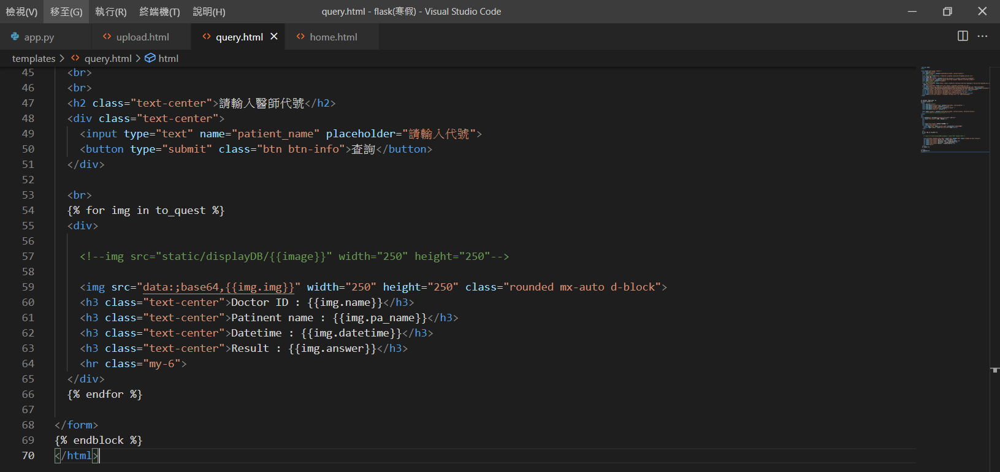 檢視(V) 移至(G) 執行(R) 終端機(T) 說明(H) query.html - flask(寒假) - Visual Studio Code
app.py upload.html query.html home.html
templates > query.html > html
45 <br>
46 <br>
47 <h2 class="text-center">請輸入醫師代號</h2>
48 <div class="text-center">
49 <input type="text" name="patient_name" placeholder="請輸入代號">
50 <button type="submit" class="btn btn-info">查詢</button>
51 </div>
52
53 <br>
54 {% for img in to_quest %}
55 <div>
56
57 <!--img src="static/displayDB/{{image}}" width="250" height="250"-->
58
59 <img src="data:;base64,{{img.img}}" width="250" height="250" class="rounded mx-auto d-block">
60 <h3 class="text-center">Doctor ID : {{img.name}}</h3>
61 <h3 class="text-center">Patinent name : {{img.pa_name}}</h3>
62 <h3 class="text-center">Datetime : {{img.datetime}}</h3>
63 <h3 class="text-center">Result : {{img.answer}}</h3>
64 <hr class="my-6">
65 </div>
66 {% endfor %}
67
68 </form>
69 {% endblock %}
70 </html>